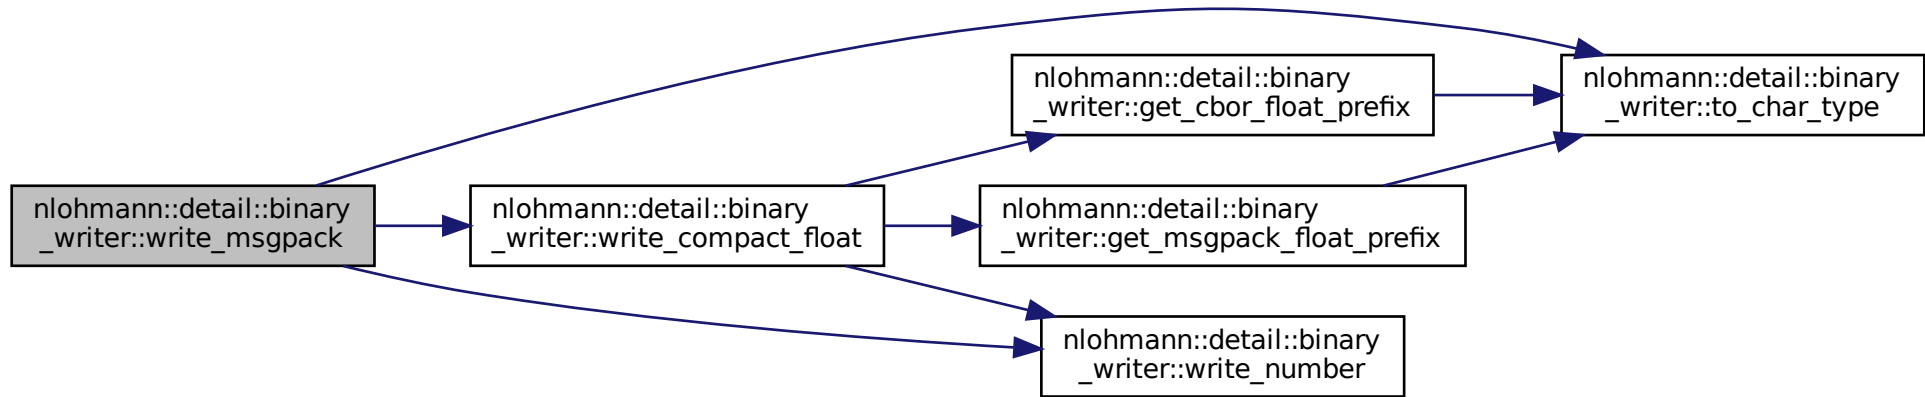 nlohmann::detail::binary
_writer::write_msgpack
nlohmann::detail::binary
_writer::write_compact_float
nlohmann::detail::binary
_writer::get_cbor_float_prefix
nlohmann::detail::binary
_writer::get_msgpack_float_prefix
nlohmann::detail::binary
_writer::write_number
nlohmann::detail::binary
_writer::to_char_type